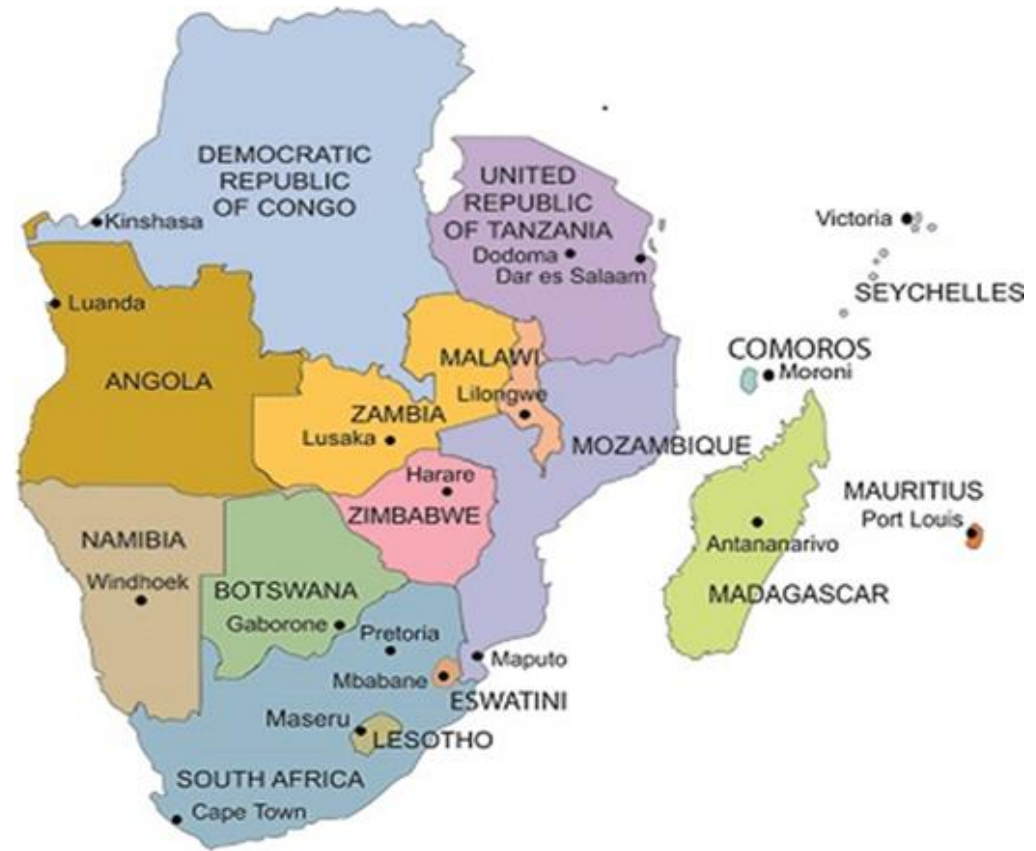 DEMOCRATIC
REPUBLIC
OF CONGO
Kinshasa
UNITED
REPUBLIC
OF TANZANIA
Dodoma
Dar es Salaam
Victoria
SEYCHELLES
Luanda
ANGOLA
MALAWI
Lilongwe
COMOROS
Moroni
ZAMBIA
Lusaka
MOZAMBIQUE
Harare
ZIMBABWE
MAURITIUS
Port Louis
NAMIBIA
Windhoek
Antananarivo
MADAGASCAR
BOTSWANA
Gaborone
Pretoria
Maputo
Mbabane
ESWATINI
Maseru
LESOTHO
SOUTH AFRICA
Cape Town